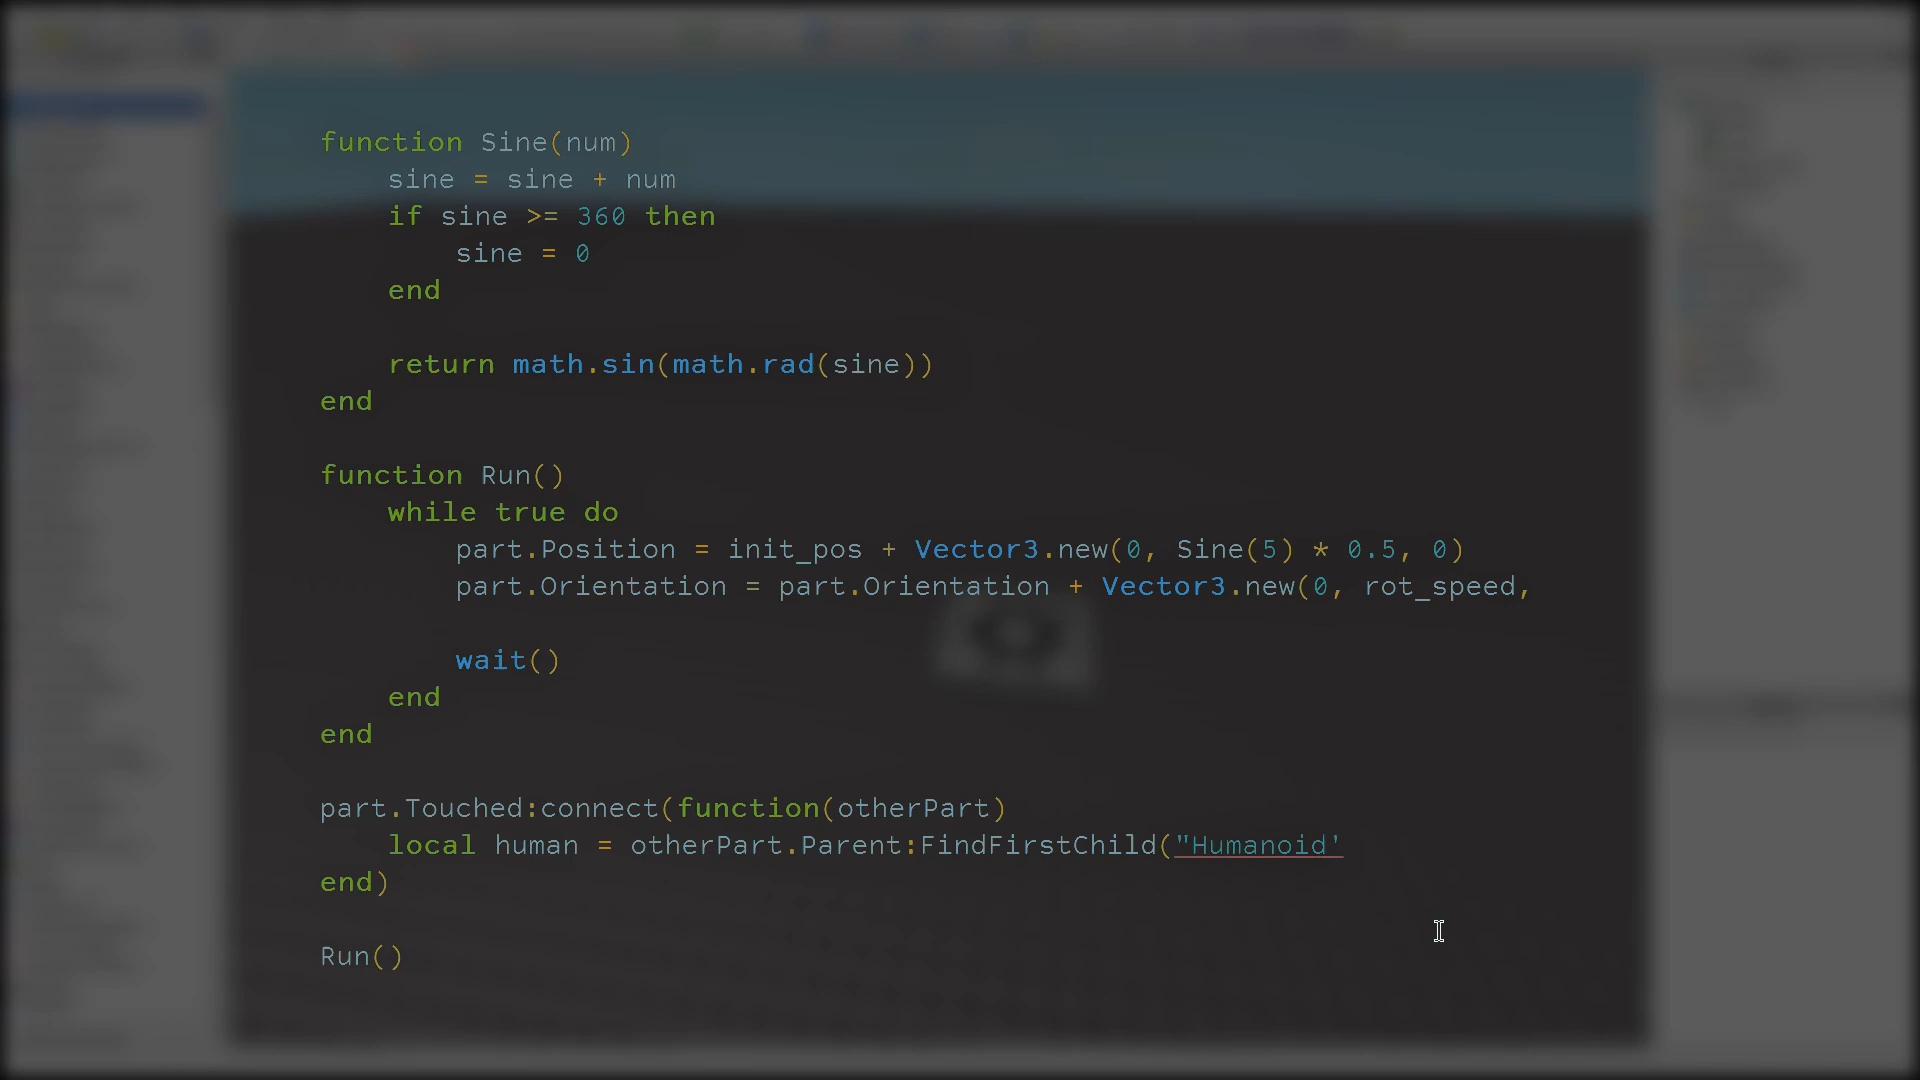 function Sine(num)
sine = sine + num
if sine >= 360 then
sine = 0
end
return math.sin(math.rad(sine))
end
function Run()
while true do
part.Position = init_pos + Vector3.new(0, Sine(5) * 0.5, 0)
part.Orientation = part.Orientation + Vector3.new(0, rot_speed,
wait()
end
end
part.Touched:connect(function(otherPart)
local human = otherPart.Parent:FindFirstChild("Humanoid'
end)
Run()